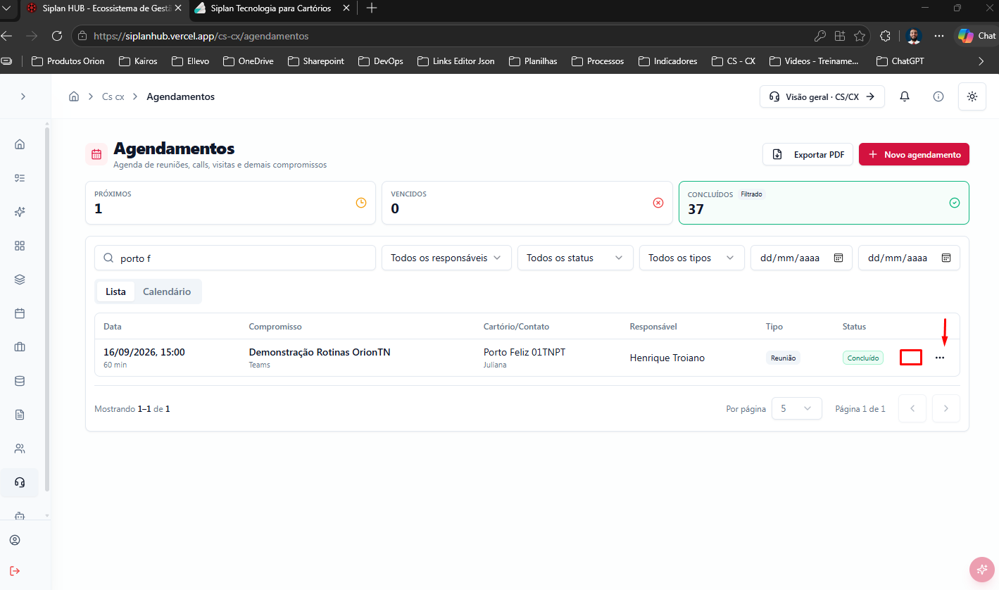 Siplan HUB - Ecossistema de Gestã
Siplan Tecnologia para Cartórios
https://siplanhub.vercel.app/cs-cx/agendamentos
Chat
Produtos Orion
Kairos
Ellevo
OneDrive
Sharepoint
DevOps
Links Editor Json
Planilhas
Processos
Indicadores
CS - CX
Videos - Treiname...
ChatGPT
Cs cx
Agendamentos
Visão geral · CS/CX
Agendamentos
Agenda de reuniões, calls, visitas e demais compromissos
Exportar PDF
Novo agendamento
PRÓXIMOS
1
VENCIDOS
0
CONCLUÍDOS Filtrado
37
porto f
Todos os responsáveis
Todos os status
Todos os tipos
dd/mm/aaaa
dd/mm/aaaa
Lista
Calendário
Data
Compromisso
Cartório/Contato
Responsável
Tipo
Status
16/09/2026, 15:00
60 min
Demonstração Rotinas OrionTN
Teams
Porto Feliz 01TNPT
Juliana
Henrique Troiano
Reunião
Concluído
Mostrando 1–1 de 1
Por página
5
Página 1 de 1